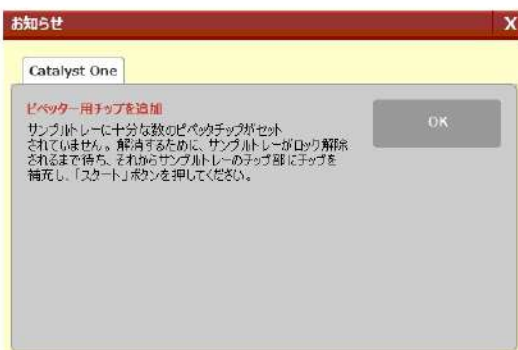 お知らせ
X
Catalyst One
ピペッター用チップを追加
OK
サンプルトレーに十分な数のピペッタチップがセット
されていません。解消するために、サンプルトレーがロック解除
されるまで待ち、それからサンプルトレーのチップ部にチップを
補充し、「スタート」ボタンを押してください。